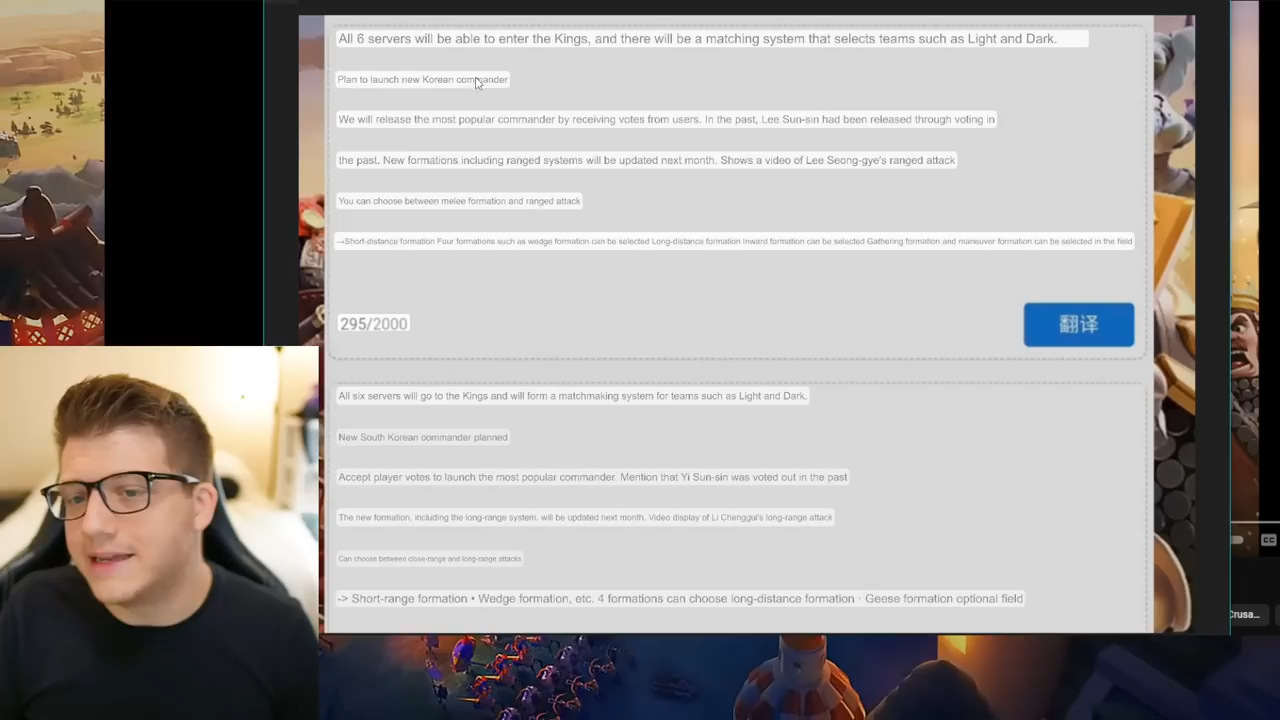 All 6 servers will be able to enter the Kings, and there will be a matching system that selects teams such as Light and Dark.
Plan to launch new Korean commander
We will release the most popular commander by receiving votes from users. In the past, Lee Sun-sin had been released through voting in
the past. New formations including ranged systems will be updated next month. Shows a video of Lee Seong-gye's ranged attack
You can choose between melee formation and ranged attack
→Short-distance formation Four formations such as wedge formation can be selected Long-distance formation Inward formation can be selected Gathering formation and maneuver formation can be selected in the field
295/2000
翻译
All six servers will go to the Kings and will form a matchmaking system for teams such as Light and Dark.
New South Korean commander planned
Accept player votes to launch the most popular commander. Mention that Yi Sun-sin was voted out in the past
The new formation, including the long-range system, will be updated next month. Video display of Li Chenggui's long-range attack
Can choose between close-range and long-range attacks
-> Short-range formation • Wedge formation, etc. 4 formations can choose long-distance formation · Geese formation optional field
CC
Crusa...